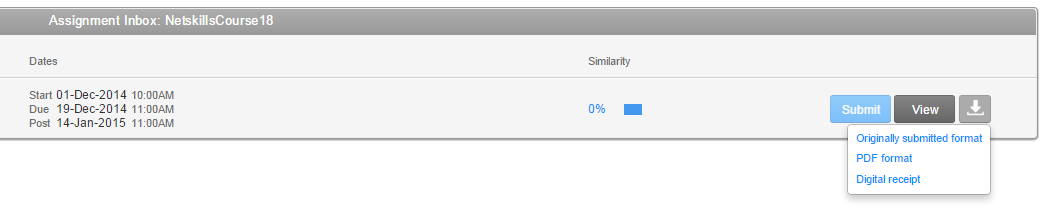 Assignment Inbox: NetskillsCourse18
Dates Similarity
Start 01-Dec-2014 10:00AM
Due 19-Dec-2014 11:00AM
Post 14-Jan-2015 11:00AM
0%
Submit View
Originally submitted format
PDF format
Digital receipt